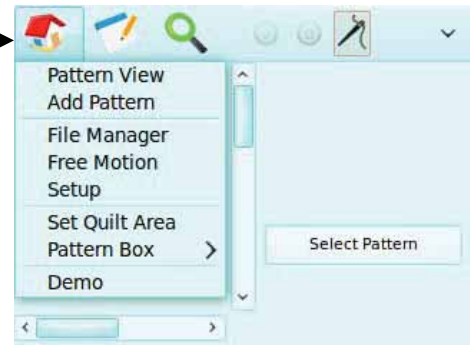 Pattern View
Add Pattern
File Manager
Free Motion
Setup
Set Quilt Area
Pattern Box
Select Pattern
Demo